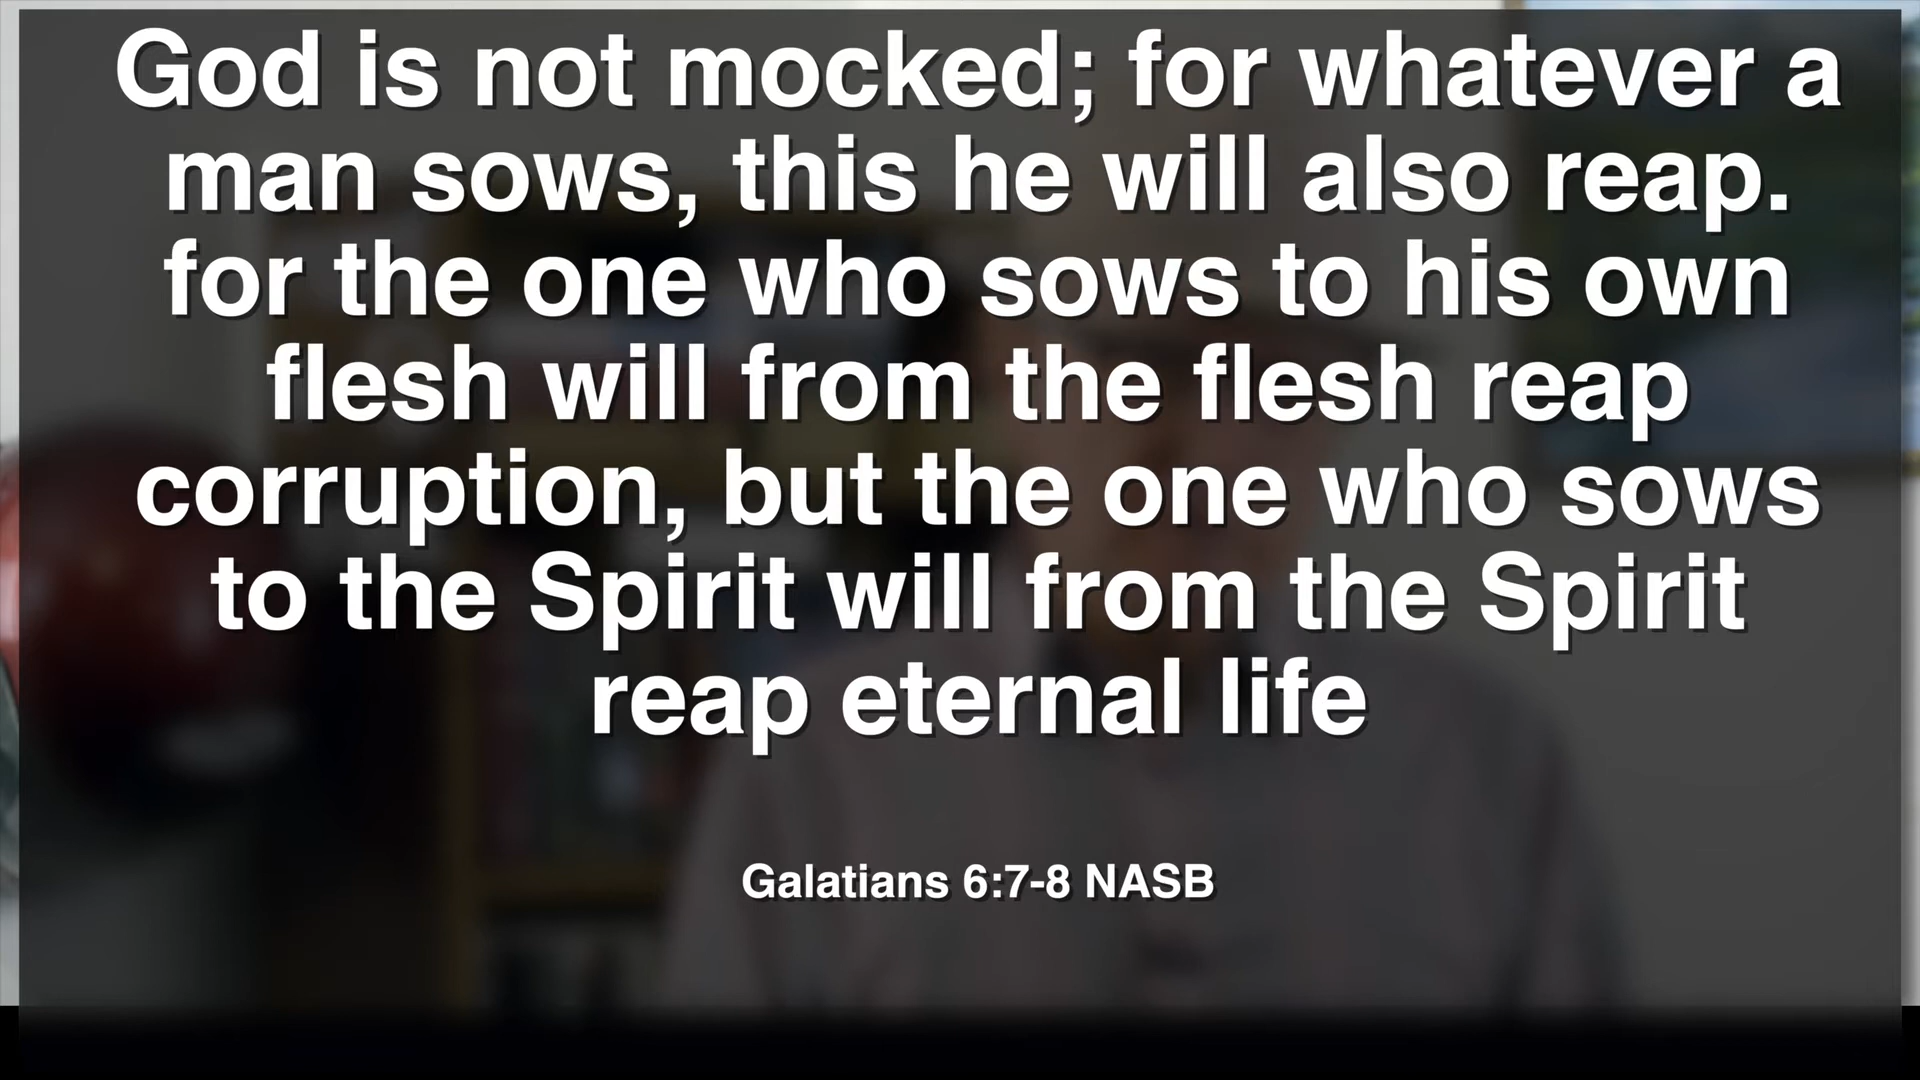 God is not mocked; for whatever a
man sows, this he will also reap.
for the one who sows to his own
flesh will from the flesh reap
corruption, but the one who sows
to the Spirit will from the Spirit
reap eternal life
Galatians 6:7-8 NASB